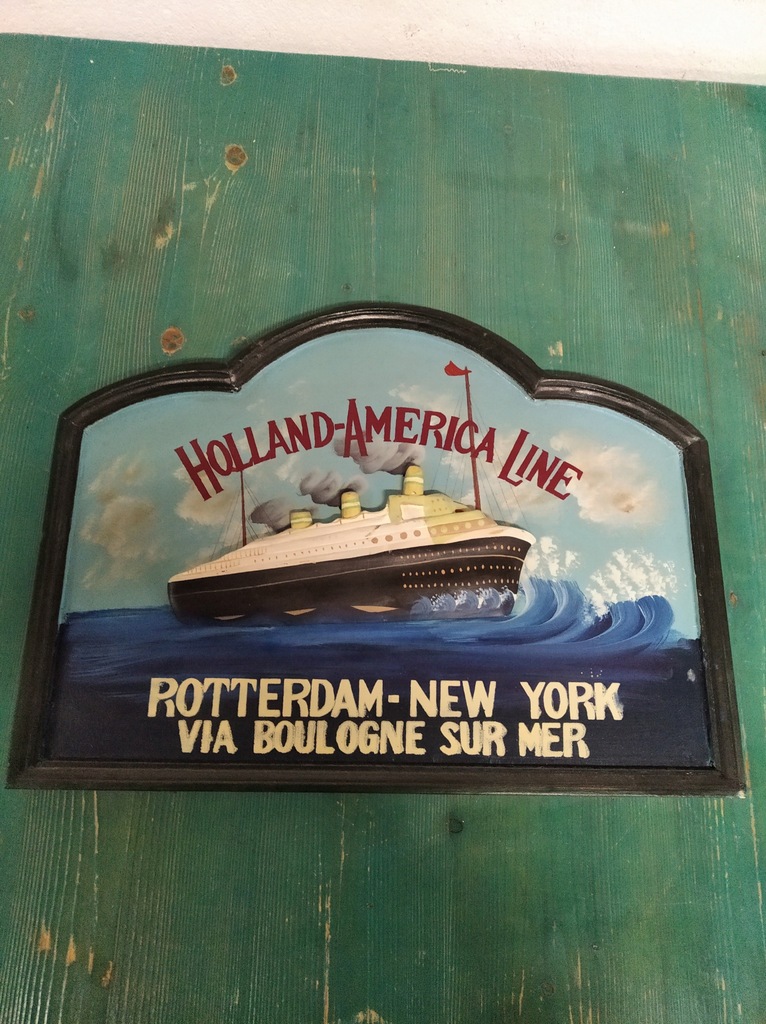 HOLLAND-AMERICA LINE
ROTTERDAM-NEW YORK
VIA BOULOGNE SUR MER